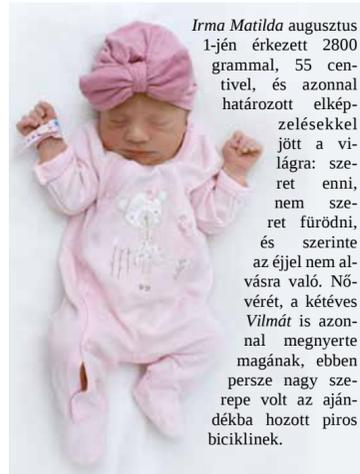 Irma Matilda augusztus
1-jén érkezett 2800
grammal, 55 cen-
tivel, és azonnal
határozott elkép-
zelésekkel
jött a vi-
lágra: sze-
ret enni,
nem sze-
ret fürödni,
és szerinte
az éjjel nem al-
vásra való. Nő-
vérét, a kétéves
Vilmát is azon-
nal megnyerte
magának, ebben
persze nagy sze-
repe volt az aján-
dékba hozott piros
biciklinek.